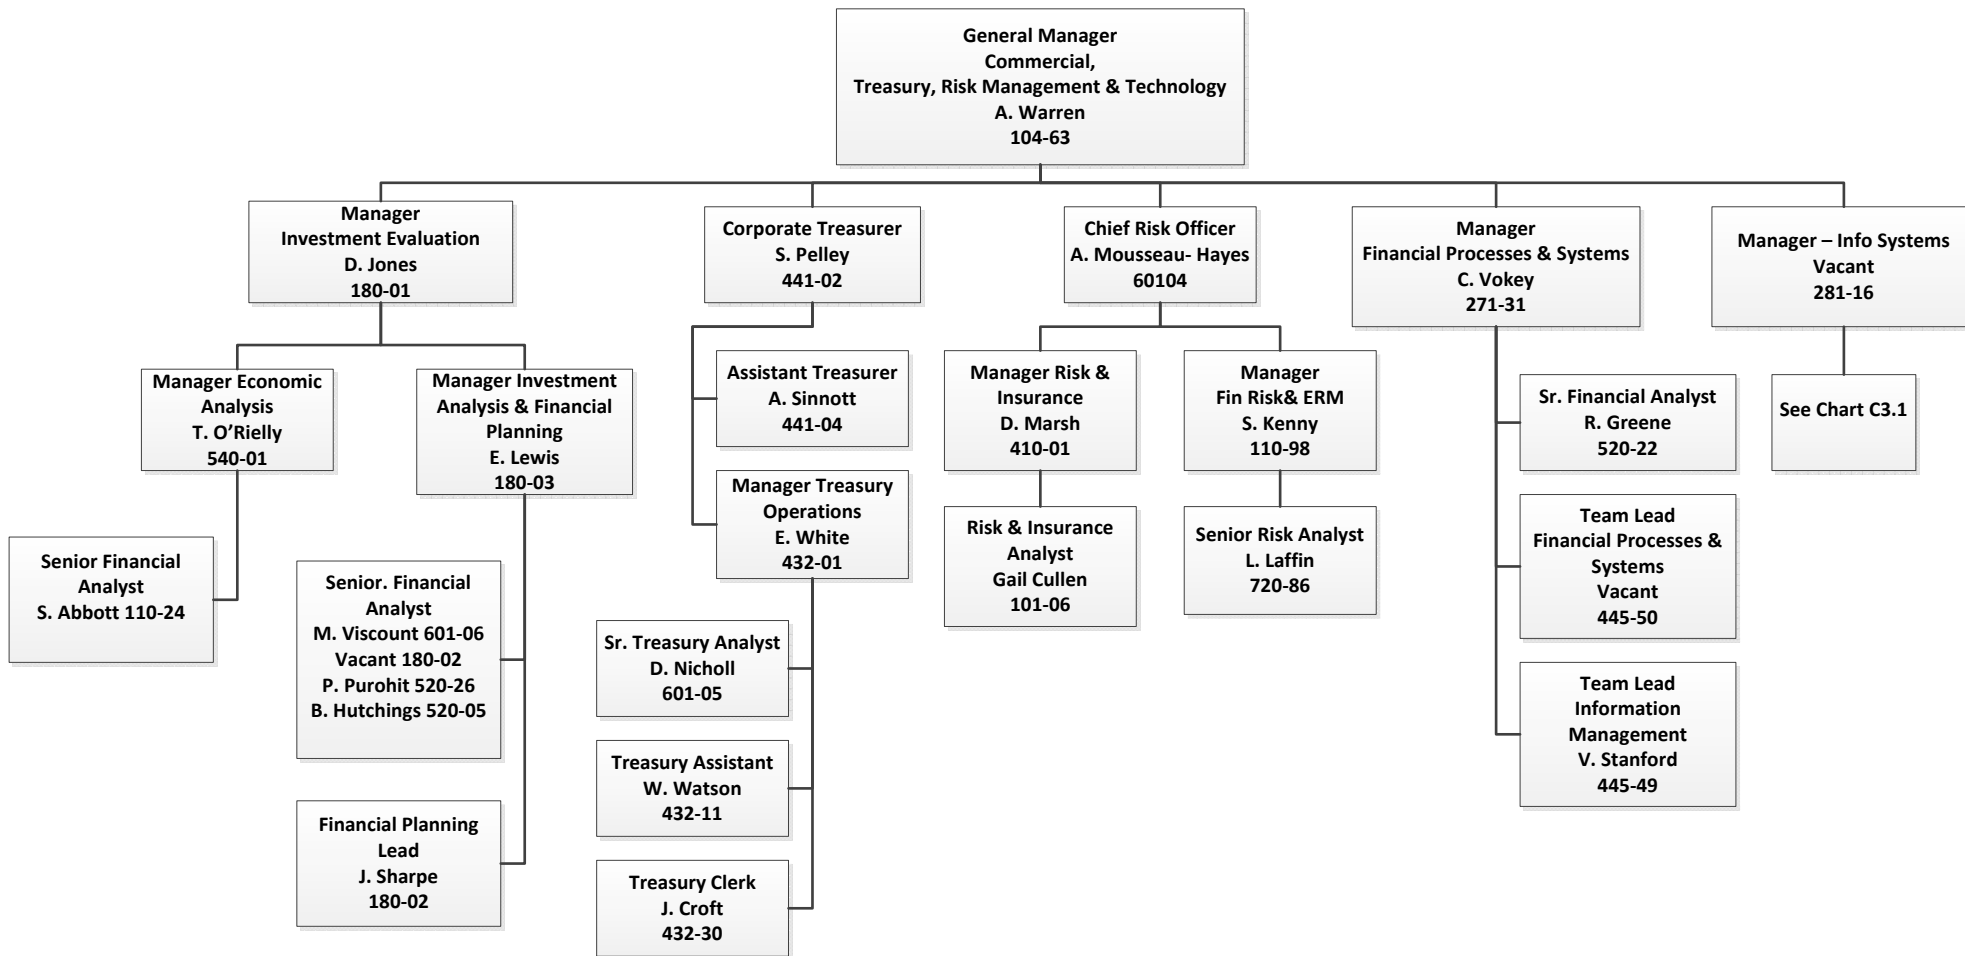 General Manager
Commercial,
Treasury, Risk Management & Technology
A. Warren
104-63
Manager
Investment Evaluation
D. Jones
180-01
Corporate Treasurer
S. Pelley
441-02
Chief Risk Officer
A. Mousseau- Hayes
60104
Manager
Financial Processes & Systems
C. Vokey
271-31
Manager – Info Systems
Vacant
281-16
Manager Economic
Analysis
T. O’Rielly
540-01
Manager Investment
Analysis & Financial
Planning
E. Lewis
180-03
Assistant Treasurer
A. Sinnott
441-04
Manager Risk &
Insurance
D. Marsh
410-01
Manager
Fin Risk& ERM
S. Kenny
110-98
Sr. Financial Analyst
R. Greene
520-22
See Chart C3.1
Manager Treasury
Operations
E. White
432-01
Risk & Insurance
Analyst
Gail Cullen
101-06
Senior Risk Analyst
L. Laffin
720-86
Team Lead
Financial Processes &
Systems
Vacant
445-50
Senior Financial
Analyst
S. Abbott 110-24
Senior. Financial
Analyst
M. Viscount 601-06
Vacant 180-02
P. Purohit 520-26
B. Hutchings 520-05
Sr. Treasury Analyst
D. Nicholl
601-05
Team Lead
Information
Management
V. Stanford
445-49
Treasury Assistant
W. Watson
432-11
Financial Planning
Lead
J. Sharpe
180-02
Treasury Clerk
J. Croft
432-30